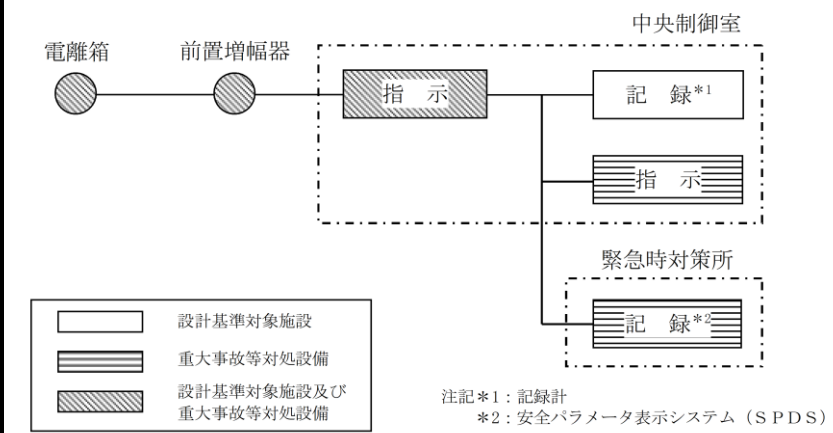 中央制御室
電離箱
前置増幅器
指 示
記 録*1
指 示
緊急時対策所
記 録*2
設計基準対象施設
重大事故等対処設備
設計基準対象施設及び
重大事故等対処設備
注記*1：記録計
*2：安全パラメータ表示システム（ＳＰＤＳ）